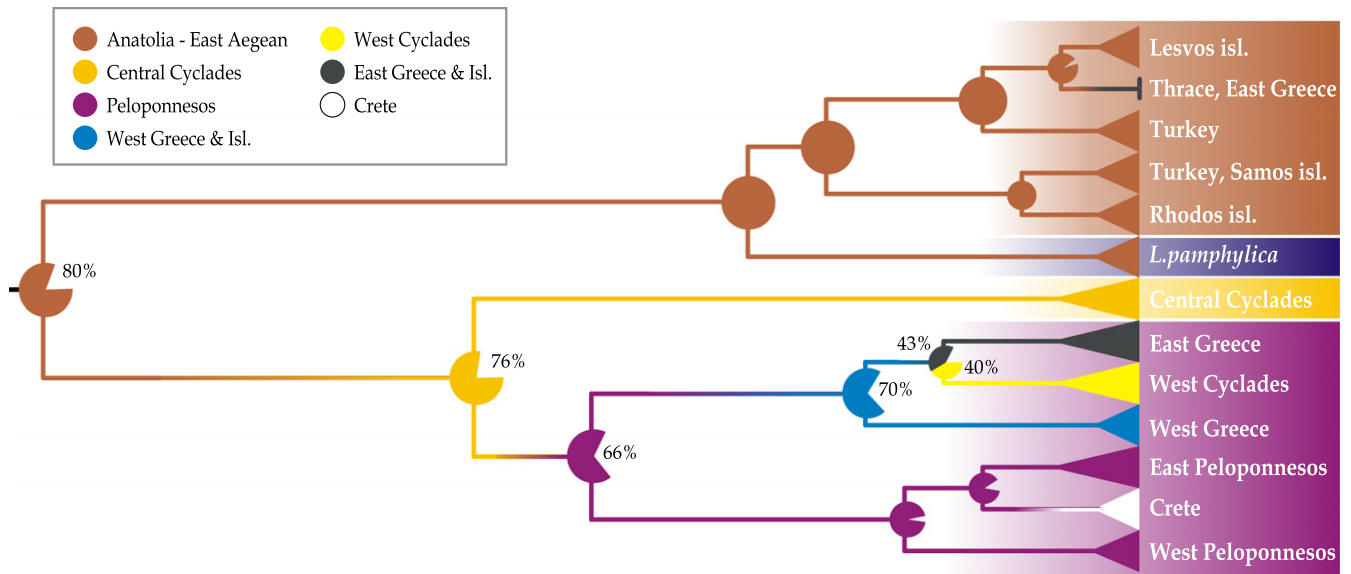 Anatolia - East Aegean
Central Cyclades
Peloponnesos
West Greece & Isl.
West Cyclades
East Greece & Isl.
Crete
Lesvos isl.
Thrace, East Greece
Turkey
Turkey, Samos isl.
Rhodos isl.
L.pamphylica
Central Cyclades
East Greece
West Cyclades
West Greece
East Peloponnesos
Crete
West Peloponnesos
80%
76%
43%
40%
70%
66%